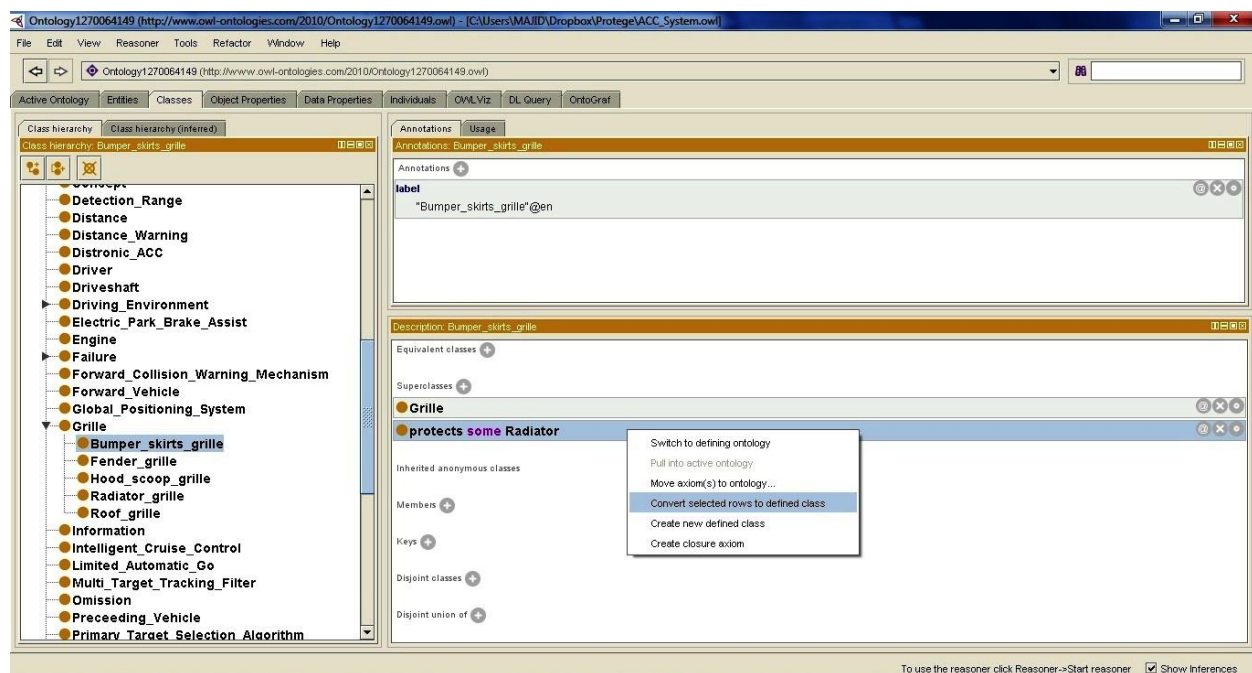 Ontology1270064149 (http://www.owl-ontologies.com/2010/Ontology1270064149.owl) - [C:\Users\MAJID\Dropbox\Protege\ACC_System.owl]
File Edit View Reasoner Tools Refactor Window Help
Ontology1270064149 (http://www.owl-ontologies.com/2010/Ontology1270064149.owl)
Active Ontology Entities Classes Object Properties Data Properties Individuals OWLViz DL Query OntoGraf
Class hierarchy Class hierarchy (inferred)
Class hierarchy: Bumper_skirts_grille
Concept
Detection_Range
Distance
Distance_Warning
Distronic_ACC
Driver
Driveshaft
Driving_Environment
Electric_Park_Brake_Assist
Engine
Failure
Forward_Collision_Warning_Mechanism
Forward_Vehicle
Global_Positioning_System
Grille
Bumper_skirts_grille
Fender_grille
Hood_scoop_grille
Radiator_grille
Roof_grille
Information
Intelligent_Cruise_Control
Limited_Automatic_Go
Multi_Target_Tracking_Filter
Omission
Preceeding_Vehicle
Primary_Target_Selection_Algorithm
Annotations Usage
Annotations: Bumper_skirts_grille
Annotations
label
"Bumper_skirts_grille"@en
Description: Bumper_skirts_grille
Equivalent classes
Superclasses
Grille
protects some Radiator
Inherited anonymous classes
Members
Keys
Disjoint classes
Disjoint union of
Switch to defining ontology
Pull into active ontology
Move axiom(s) to ontology...
Convert selected rows to defined class
Create new defined class
Create closure axiom
To use the reasoner click Reasoner->Start reasoner Show Inferences